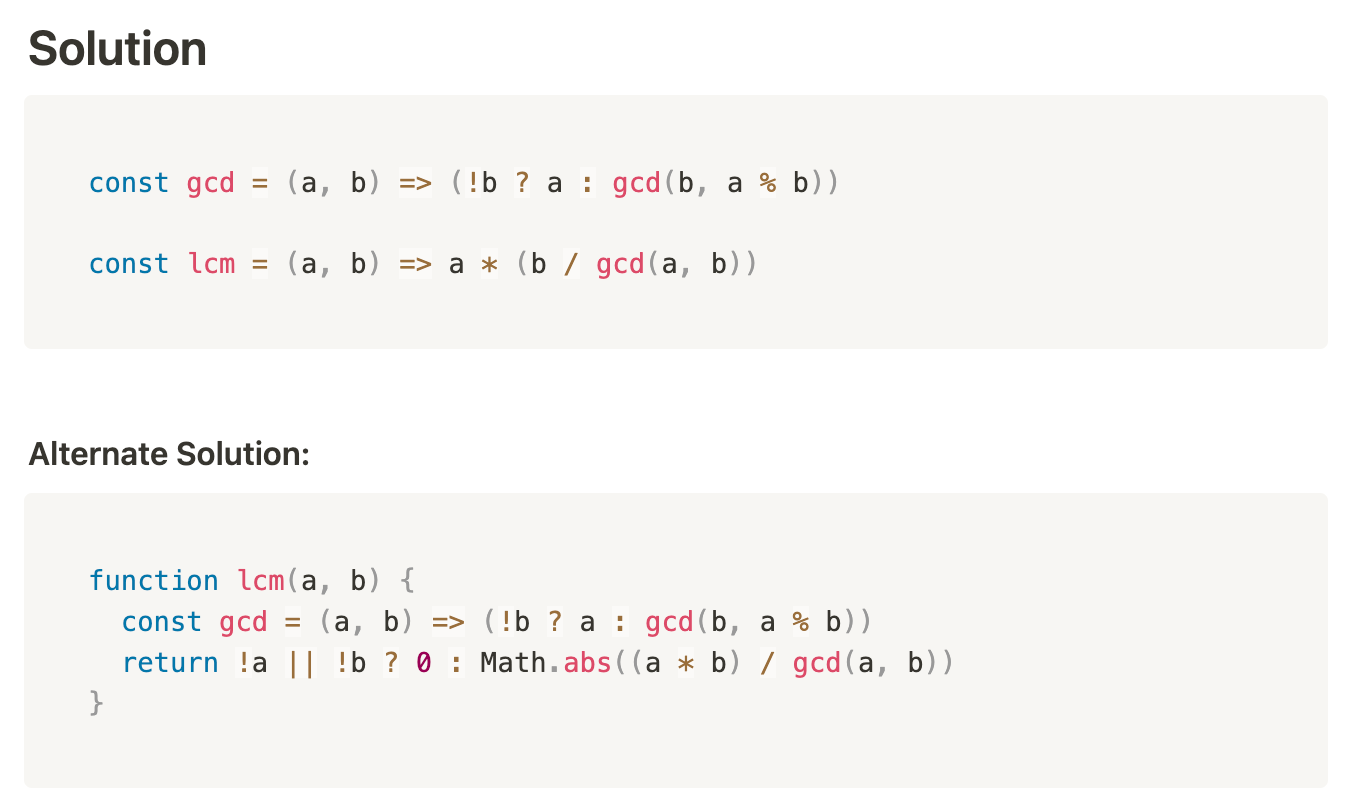 Solution
const gcd = (a, b) => (!b ? a : gcd(b, a % b))
const lcm = (a, b) => a * (b / gcd(a, b))
Alternate Solution:
function lcm(a, b) {
  const gcd = (a, b) => (!b ? a : gcd(b, a % b))
  return !a || !b ? 0 : Math.abs((a * b) / gcd(a, b))
}